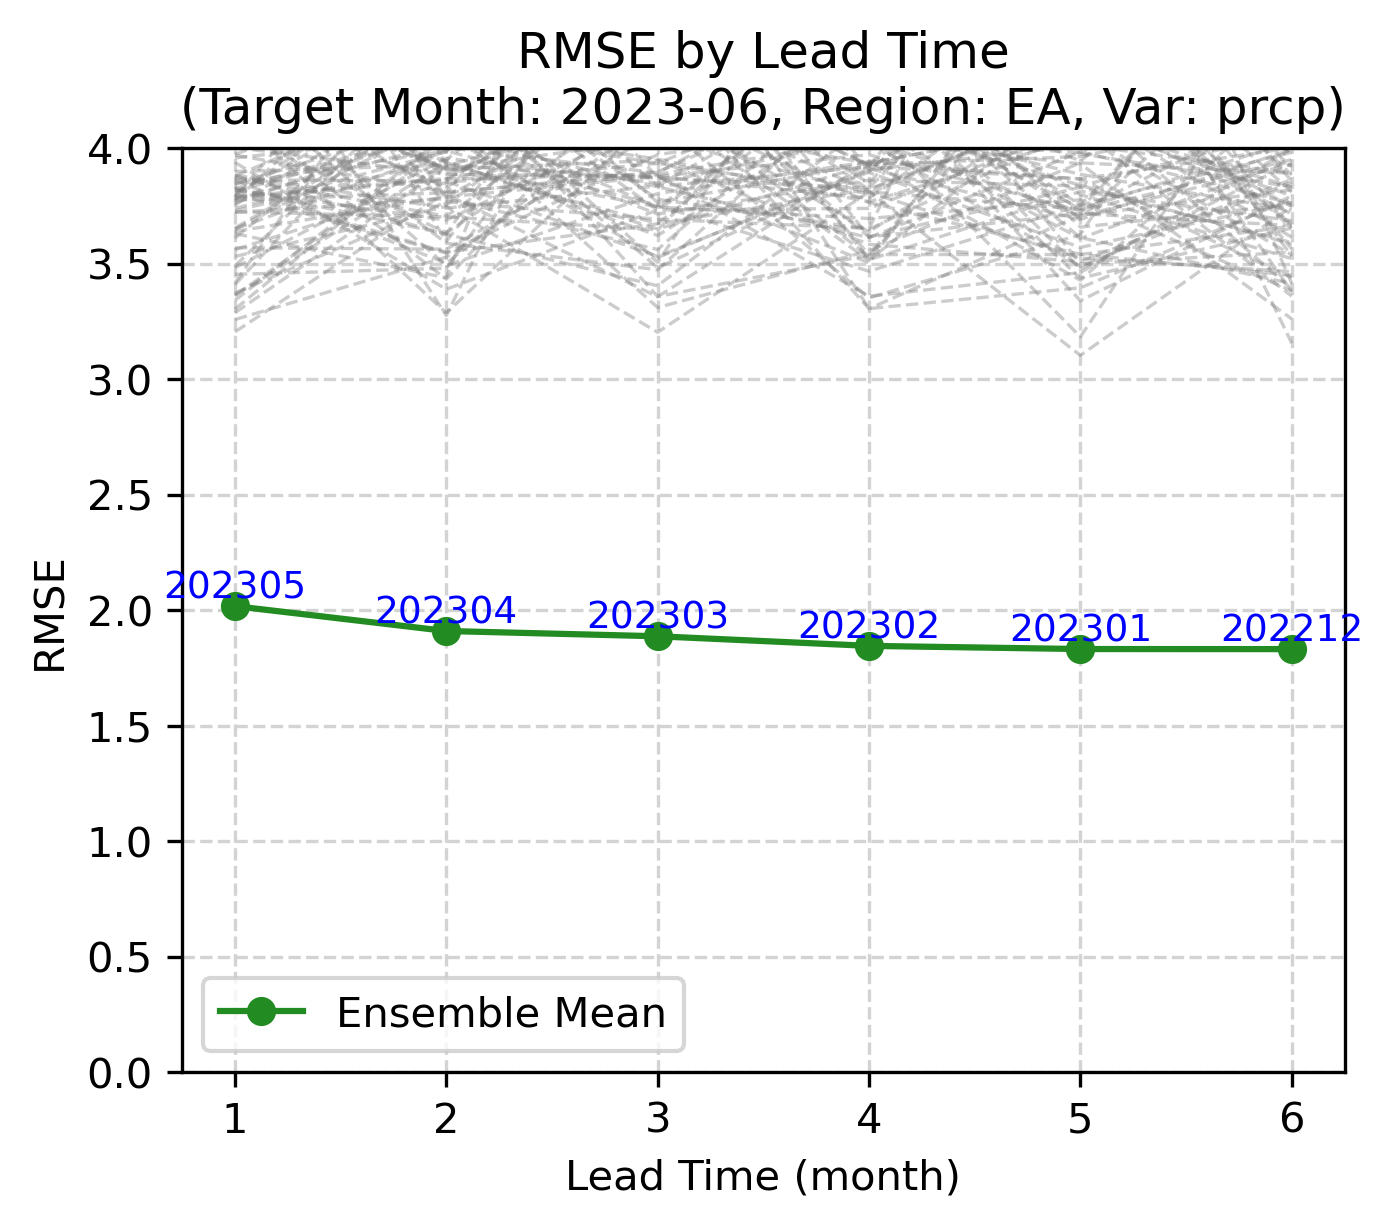 RMSE by Lead Time
(Target Month: 2023-06, Region: EA, Var: prcp)
4.0
3.5
3.0
2.5
2.0
1.5
1.0
0.5
0.0
RMSE
202305
202304
202303
202302
202301
202212
Ensemble Mean
1 2 3 4 5 6
Lead Time (month)